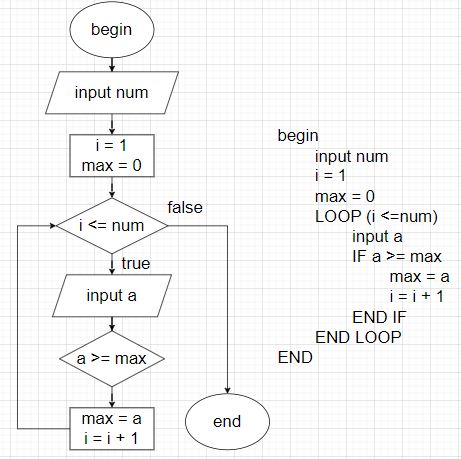 begin
input num
i = 1
max = 0
i <= num
false
true
input a
a >= max
max = a
i = i + 1
end
begin
input num
i = 1
max = 0
LOOP (i <=num)
input a
IF a >= max
max = a
i = i + 1
END IF
END LOOP
END